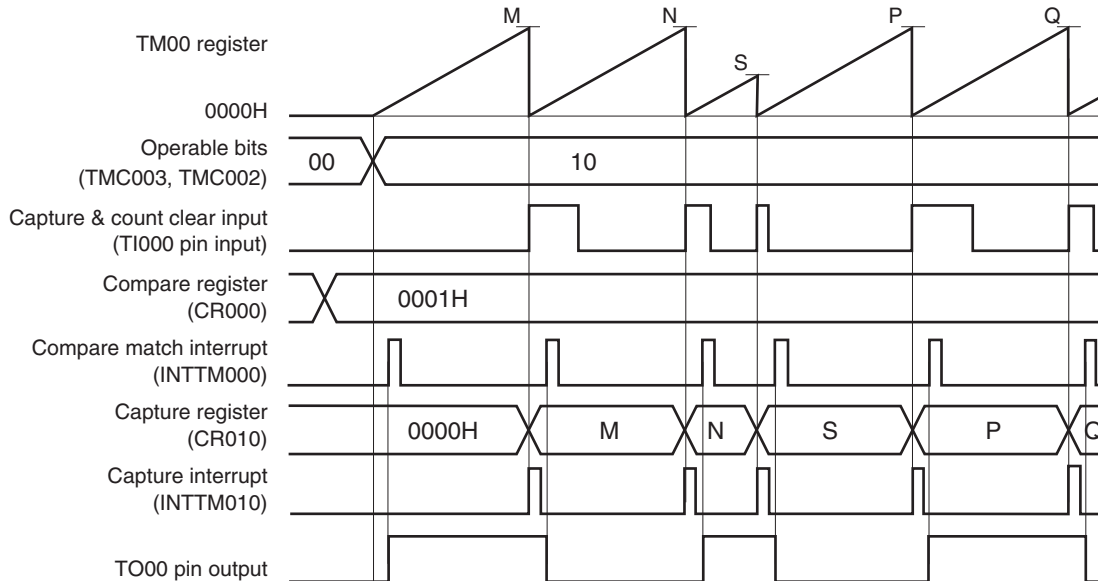 M N P Q
S
TM00 register
0000H
Operable bits
(TMC003, TMC002)
00 10
Capture & count clear input
(TI000 pin input)
Compare register
(CR000)
0001H
Compare match interrupt
(INTTM000)
Capture register
(CR010)
0000H M N S P Q
Capture interrupt
(INTTM010)
TO00 pin output